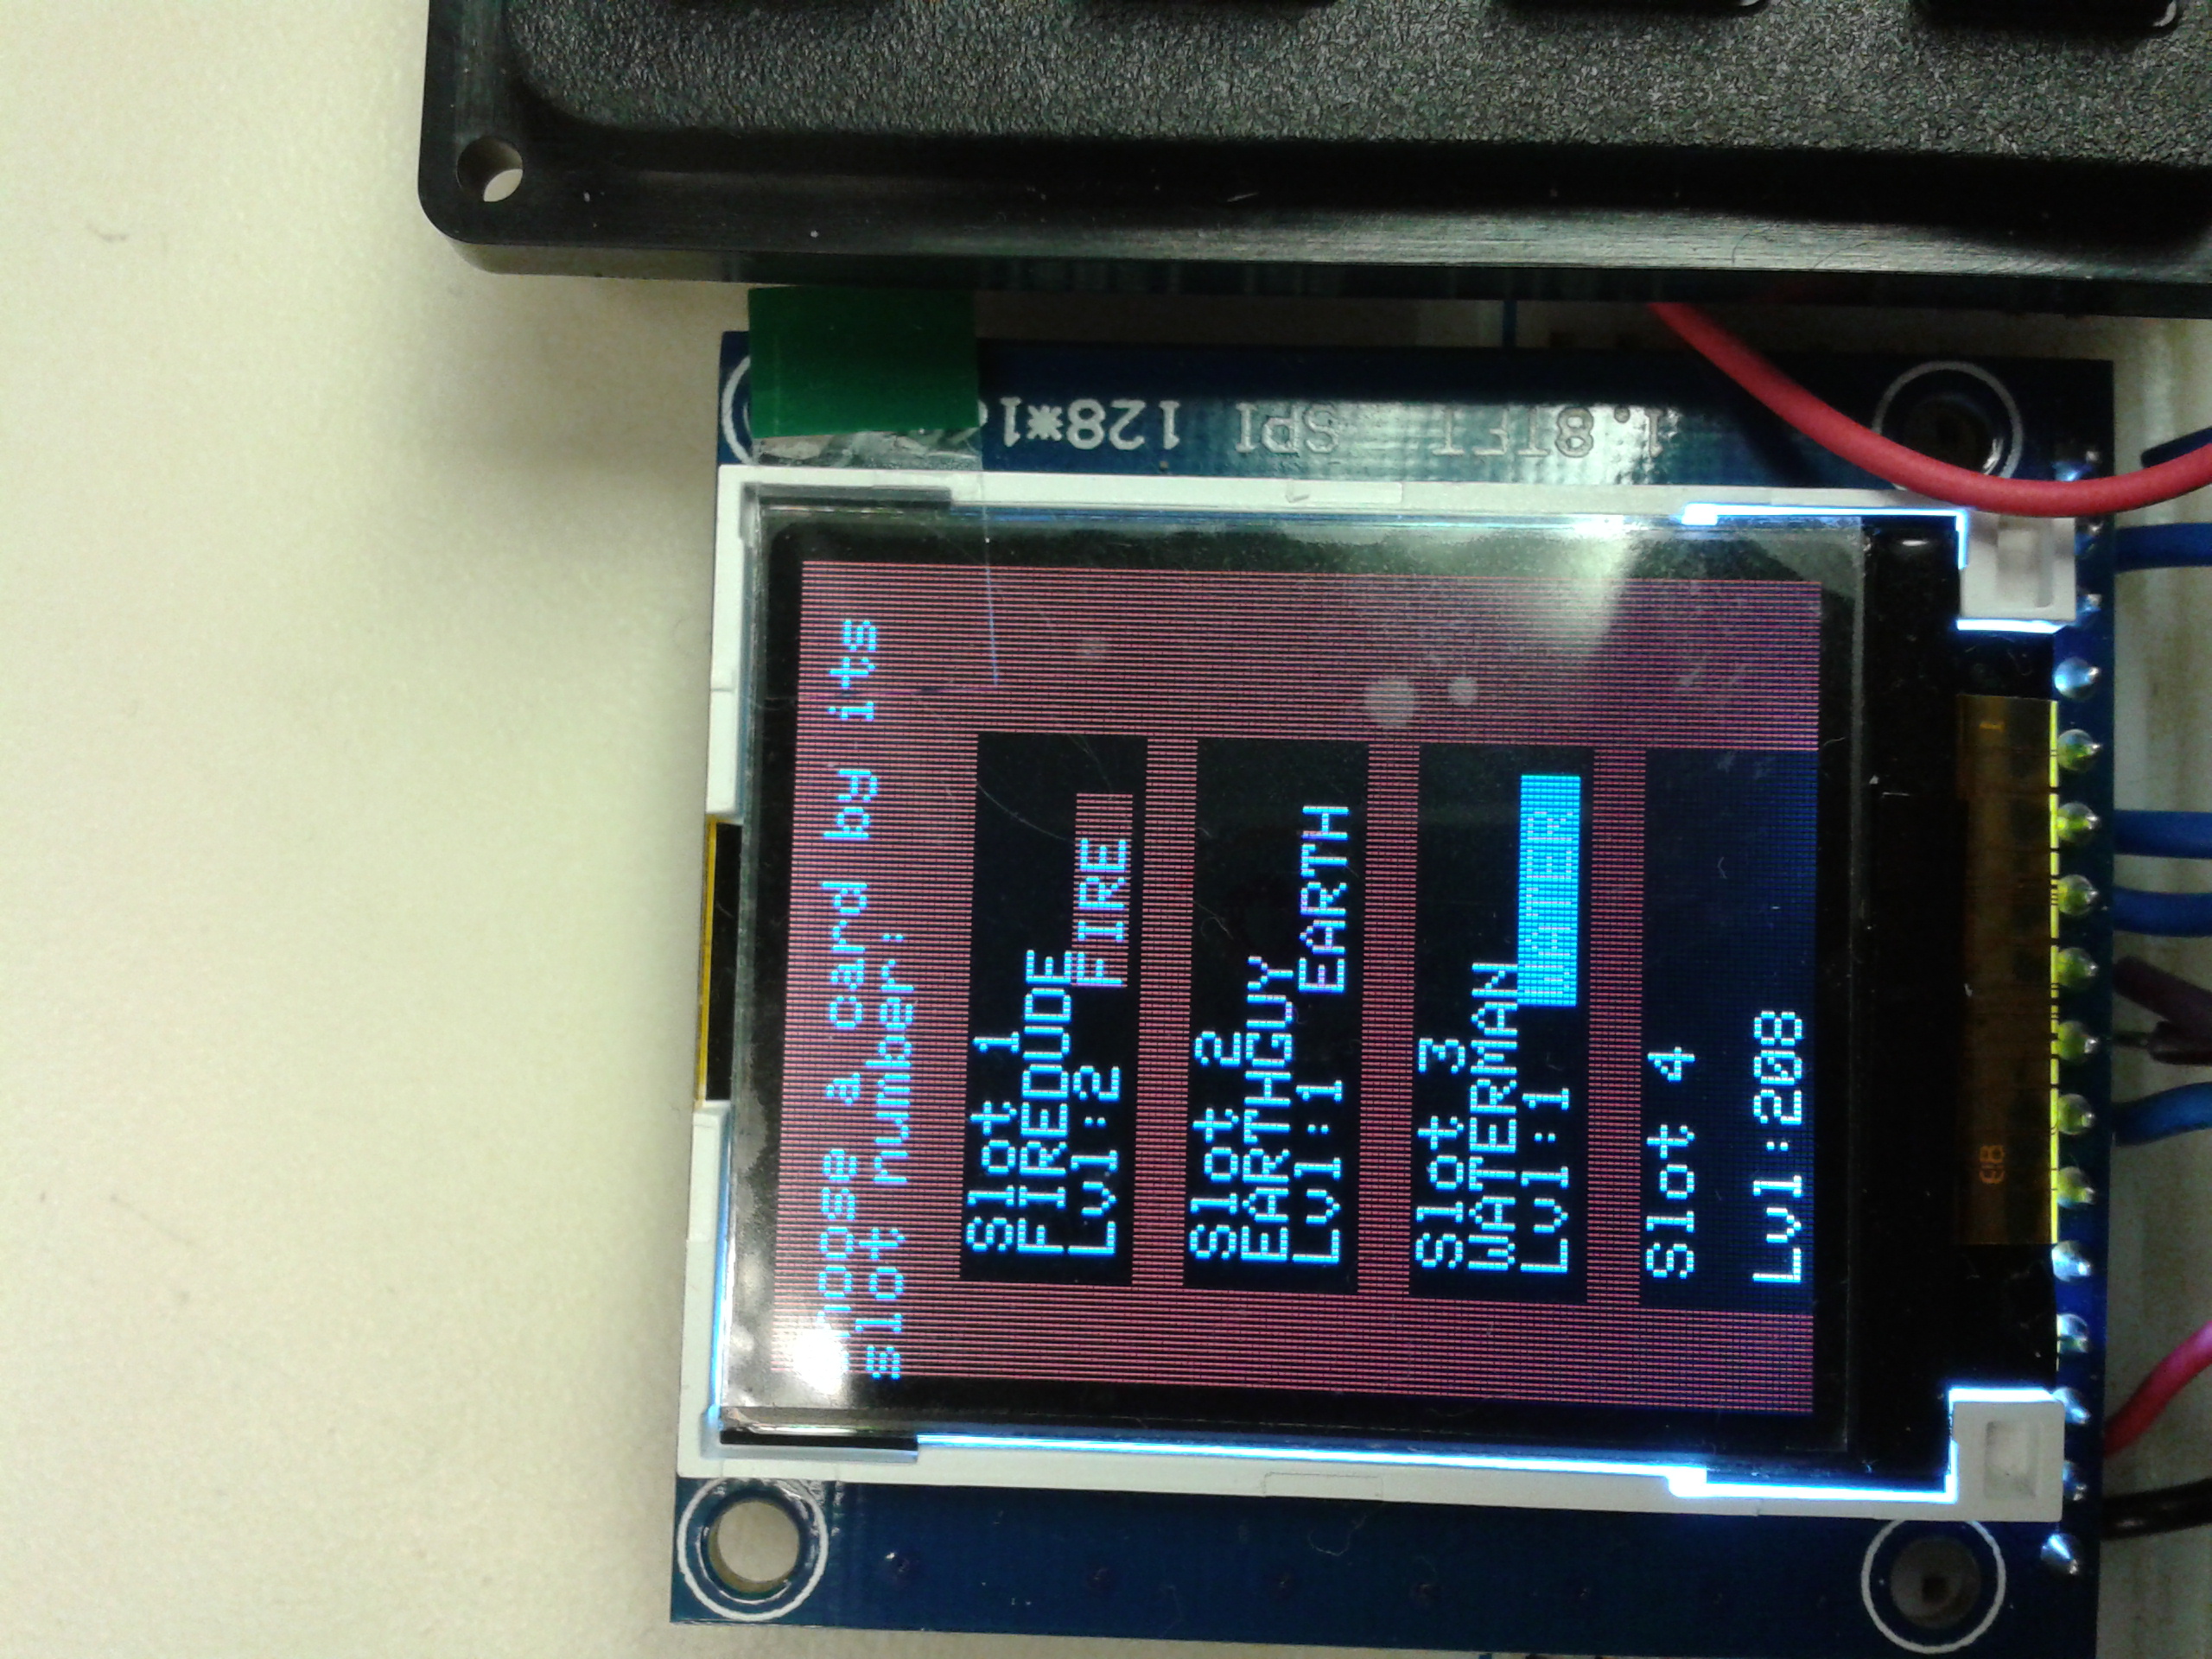 Choose a card by its
slot number:
Slot 1
FIREDUDE
Lvl:2 FIRE
Slot 2
EARTHGUY
Lvl:1 EARTH
Slot 3
WATERMAN
Lvl:1 WATER
Slot 4
Lvl:208
1.8TFT SPI 128*1